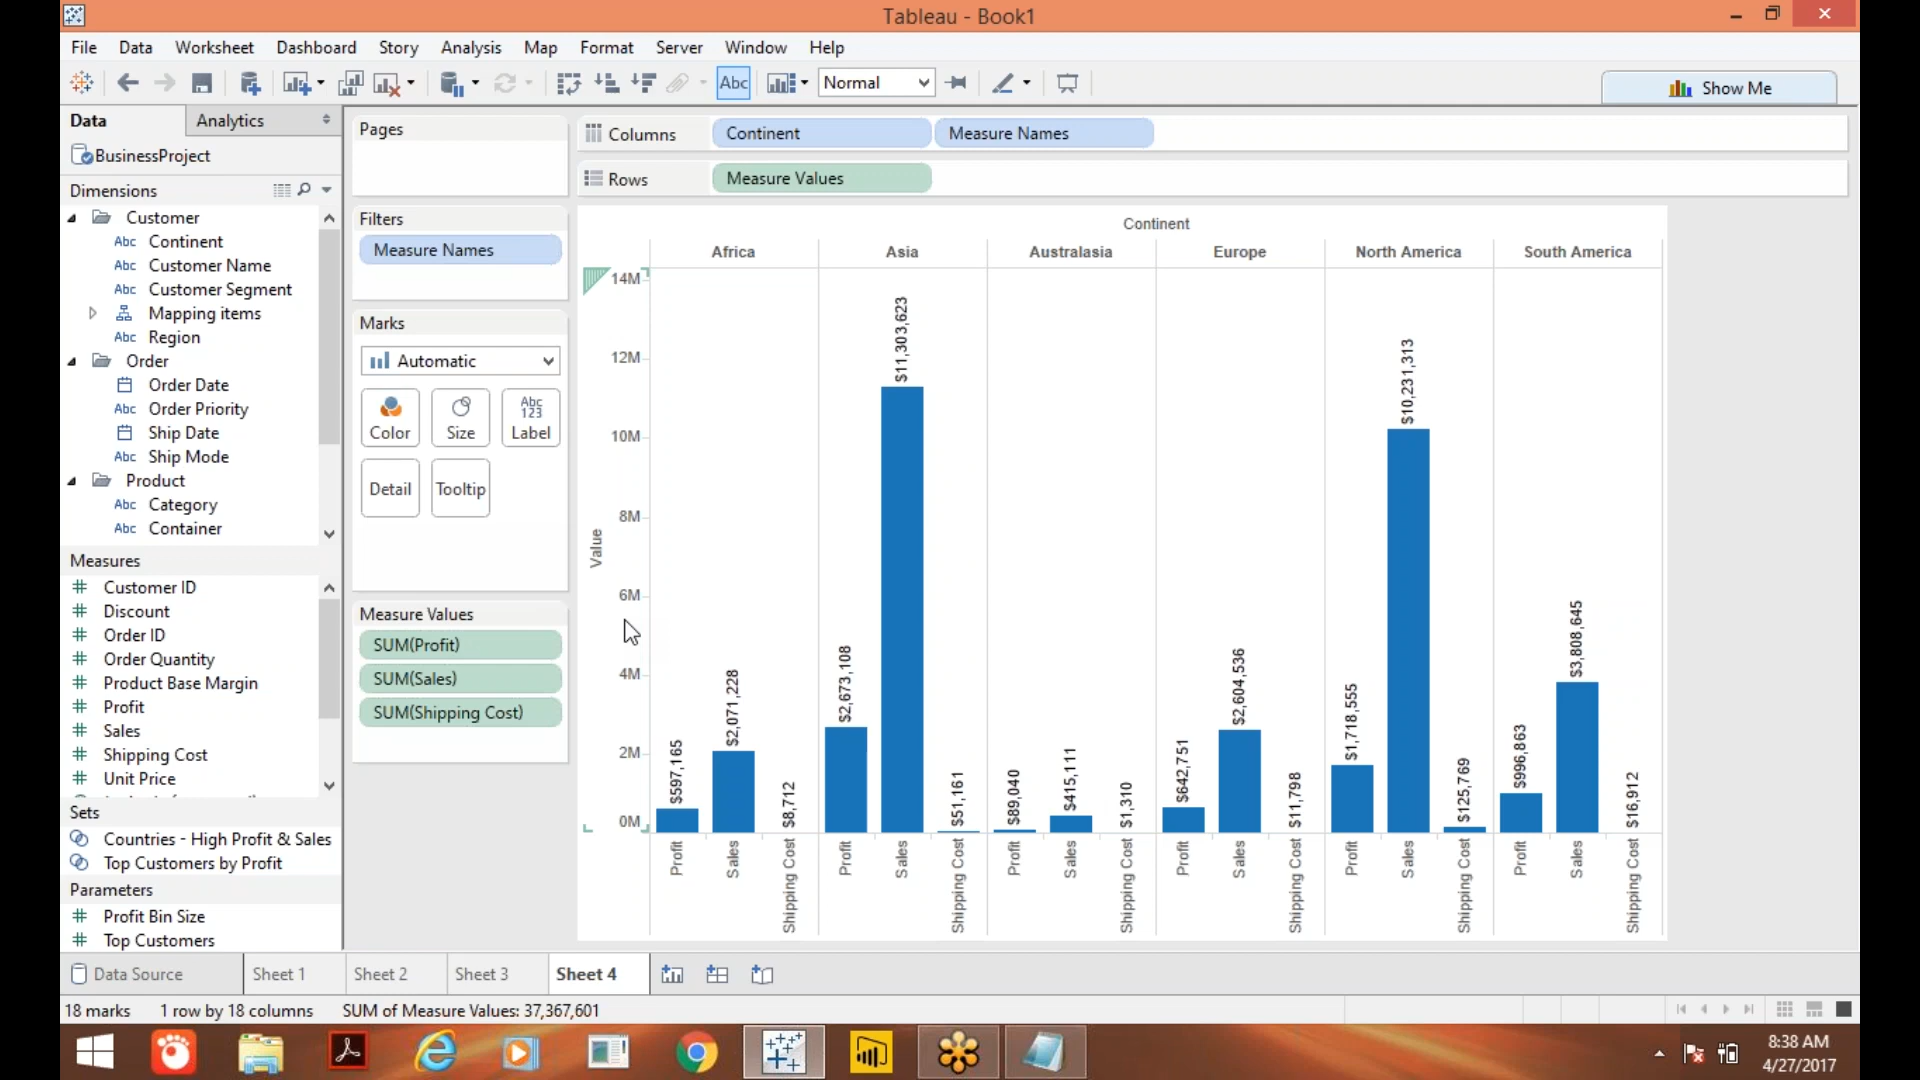 Tableau - Book1
File Data Worksheet Dashboard Story Analysis Map Format Server Window Help
Abc Normal Show Me
Data Analytics
BusinessProject
Dimensions
Customer
Abc Continent
Abc Customer Name
Abc Customer Segment
Mapping items
Abc Region
Order
Order Date
Abc Order Priority
Ship Date
Abc Ship Mode
Product
Abc Category
Abc Container
Measures
# Customer ID
# Discount
# Order ID
# Order Quantity
# Product Base Margin
# Profit
# Sales
# Shipping Cost
# Unit Price
Sets
Countries - High Profit & Sales
Top Customers by Profit
Parameters
# Profit Bin Size
# Top Customers
Pages
Filters
Measure Names
Marks
Automatic
Color Size Abc 123 Label
Detail Tooltip
Measure Values
SUM(Profit)
SUM(Sales)
SUM(Shipping Cost)
Columns Continent Measure Names
Rows Measure Values
Continent
Africa Asia Australasia Europe North America South America
Value
14M
12M
10M
8M
6M
4M
2M
0M
$597,165
$2,071,228
$8,712
$2,673,108
$11,303,623
$51,161
$89,040
$415,111
$1,310
$642,751
$2,604,536
$11,798
$1,718,555
$10,231,313
$125,769
$996,863
$3,808,645
$16,912
Profit Sales Shipping Cost Profit Sales Shipping Cost Profit Sales Shipping Cost Profit Sales Shipping Cost Profit Sales Shipping Cost Profit Sales Shipping Cost
Data Source Sheet 1 Sheet 2 Sheet 3 Sheet 4
18 marks 1 row by 18 columns SUM of Measure Values: 37,367,601
8:38 AM
4/27/2017